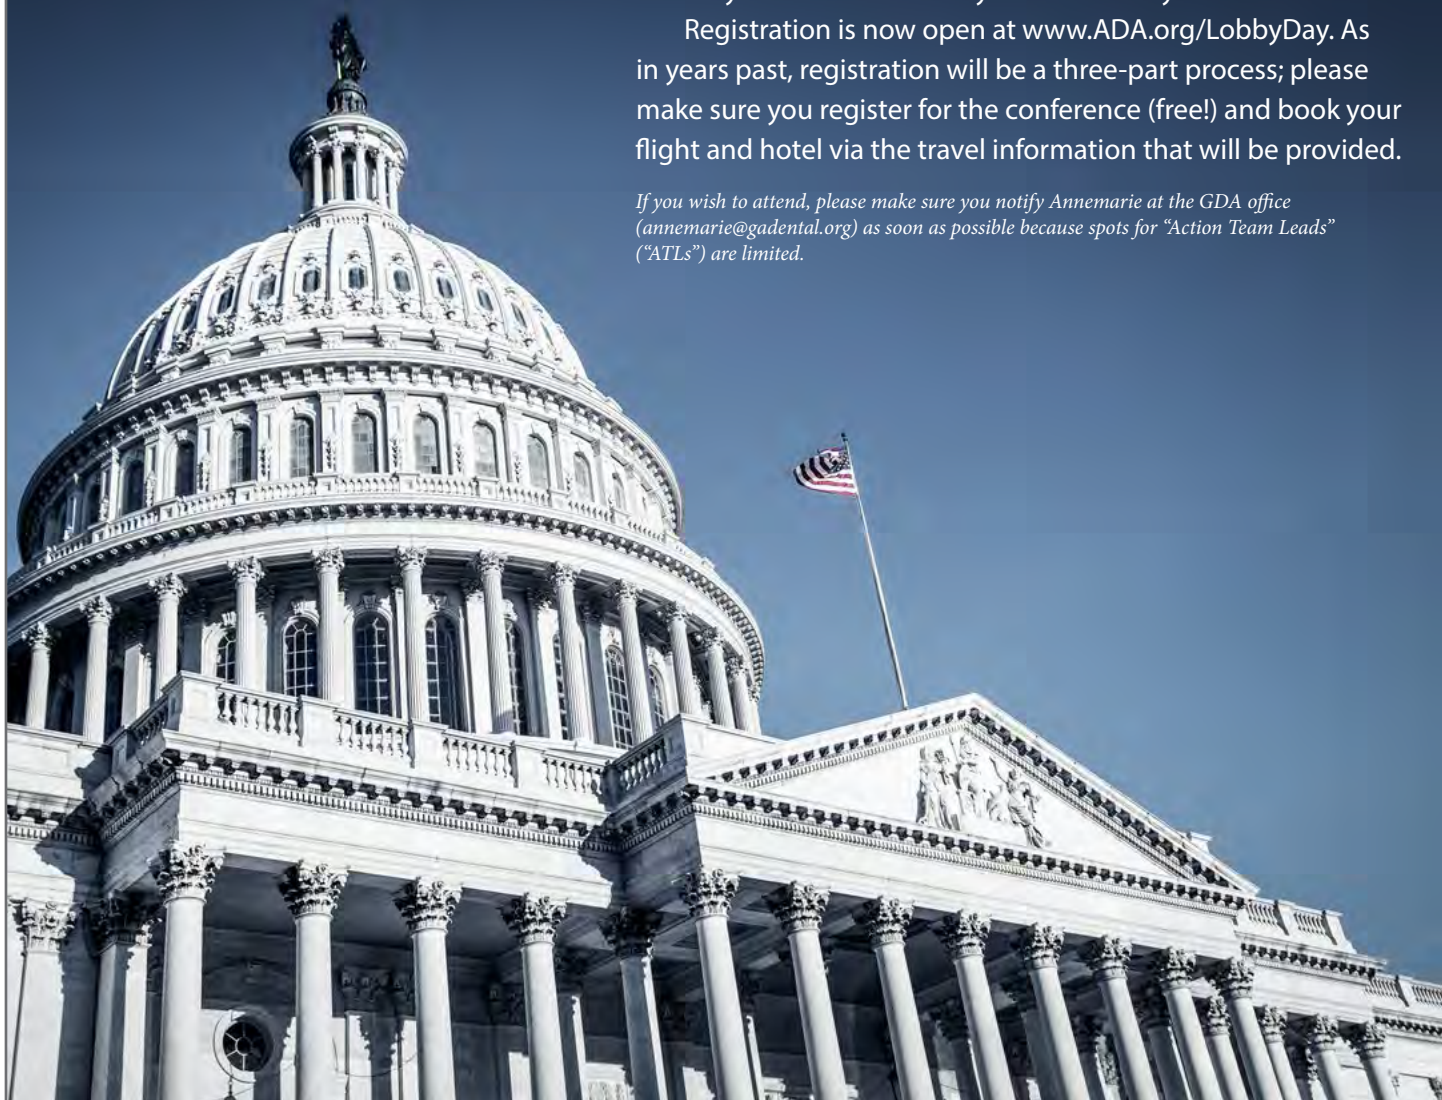 Registration is now open at www.ADA.org/LobbyDay. As
in years past, registration will be a three-part process; please
make sure you register for the conference (free!) and book your
flight and hotel via the travel information that will be provided.
If you wish to attend, please make sure you notify Annemarie at the GDA office
(annemarie@gadental.org) as soon as possible because spots for “Action Team Leads”
(“ATLs”) are limited.